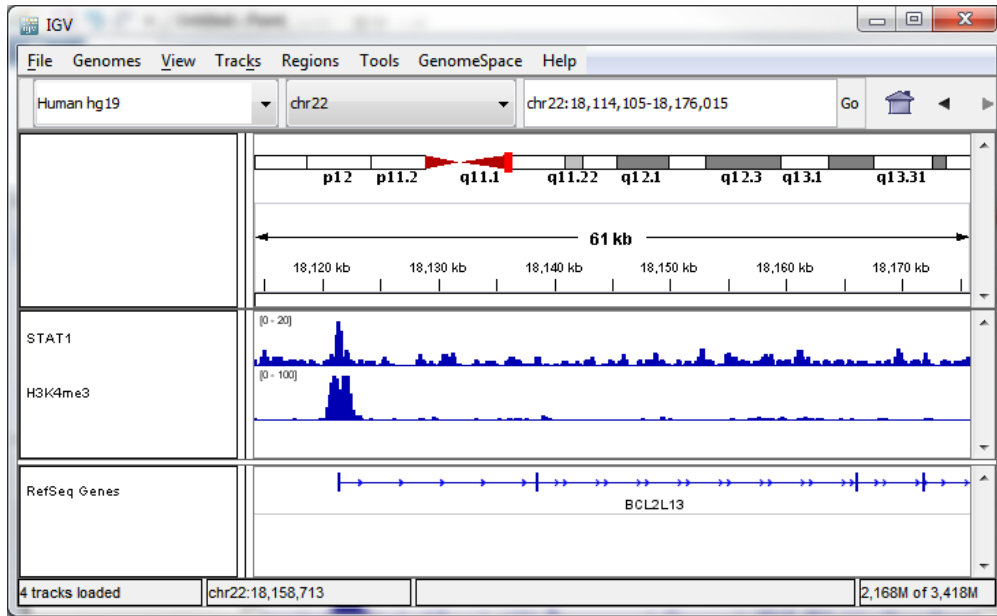 IGV
File Genomes View Tracks Regions Tools GenomeSpace Help
Human hg19 chr22 chr22:18,114,105-18,176,015 Go
p12 p11.2 q11.1 q11.22 q12.1 q12.3 q13.1 q13.31
61 kb
18,120 kb 18,130 kb 18,140 kb 18,150 kb 18,160 kb 18,170 kb
STAT1 [0 - 20]
H3K4me3 [0 - 100]
RefSeq Genes
BCL2L13
4 tracks loaded chr22:18,158,713 2,168M of 3,418M